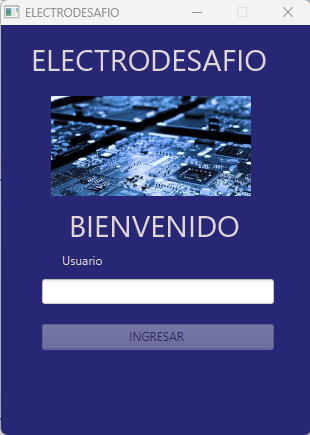 ELECTRODESAFIO
ELECTRODESAFIO
BIENVENIDO
Usuario
INGRESAR